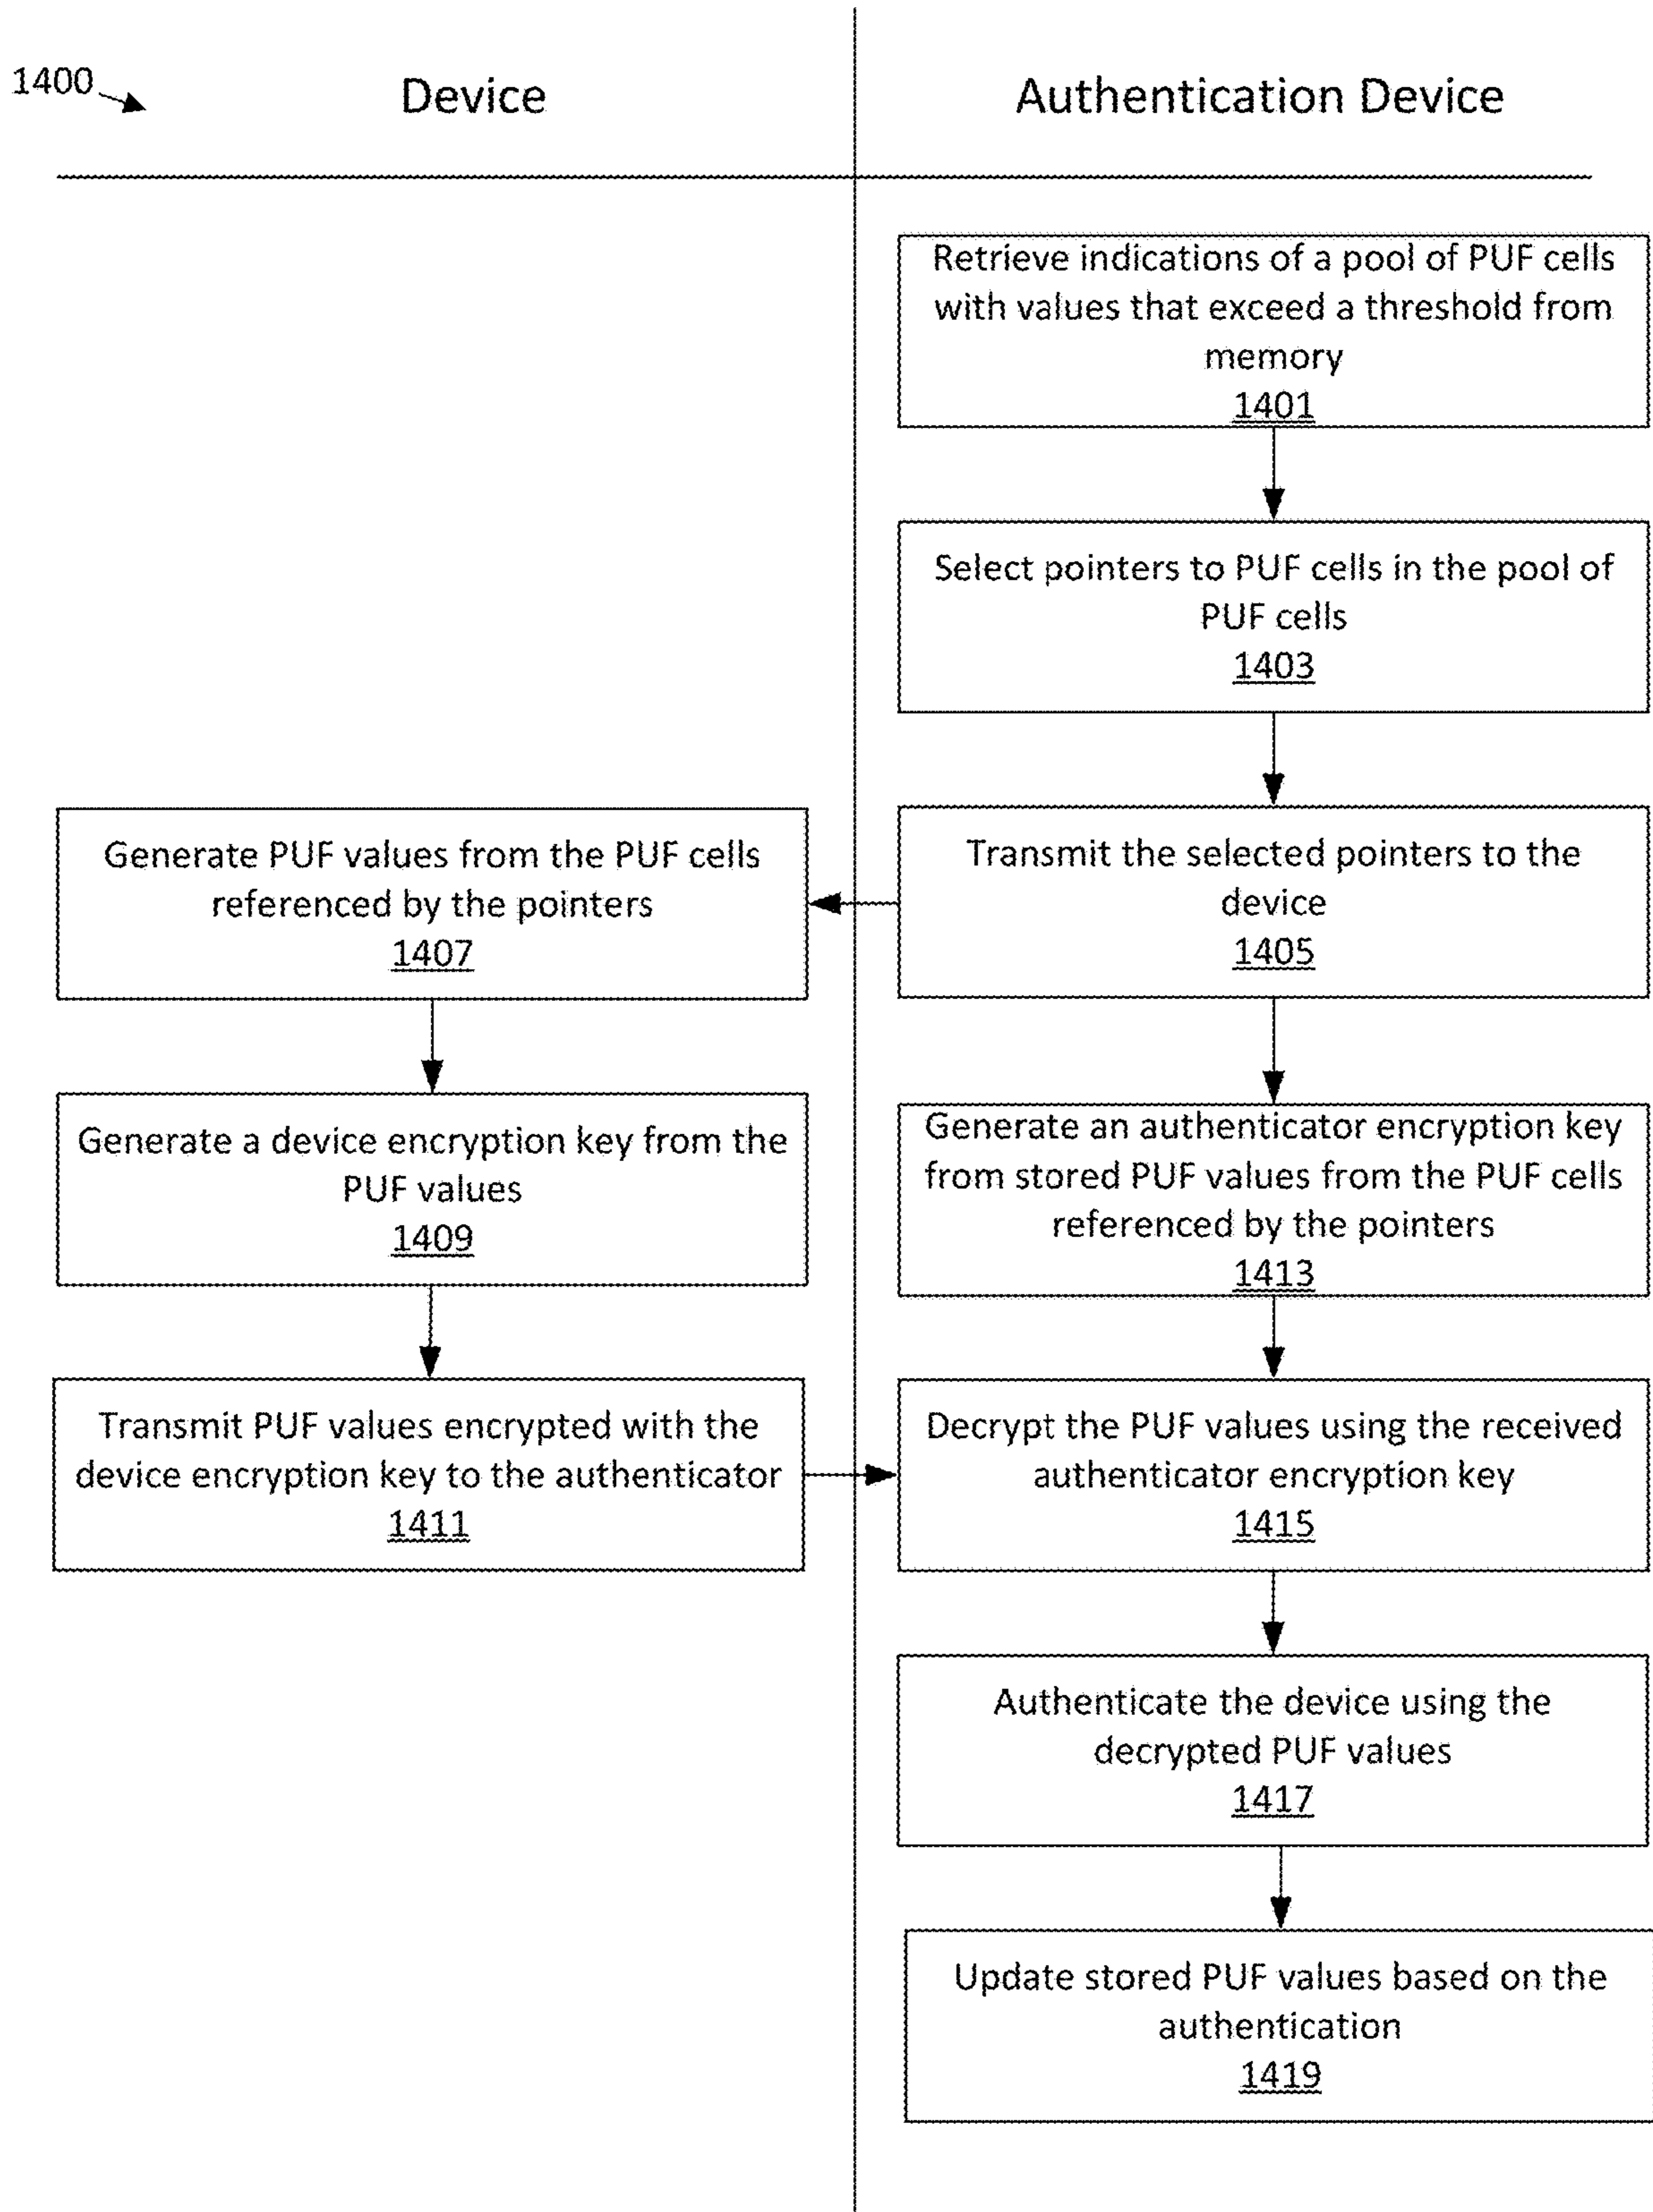 1400
Device
Authentication Device
Retrieve indications of a pool of PUF cells
with values that exceed a threshold from
memory
1401
Select pointers to PUF cells in the pool of
PUF cells
1403
Transmit the selected pointers to the
device
1405
Generate PUF values from the PUF cells
referenced by the pointers
1407
Generate a device encryption key from the
PUF values
1409
Generate an authenticator encryption key
from stored PUF values from the PUF cells
referenced by the pointers
1413
Transmit PUF values encrypted with the
device encryption key to the authenticator
1411
Decrypt the PUF values using the received
authenticator encryption key
1415
Authenticate the device using the
decrypted PUF values
1417
Update stored PUF values based on the
authentication
1419